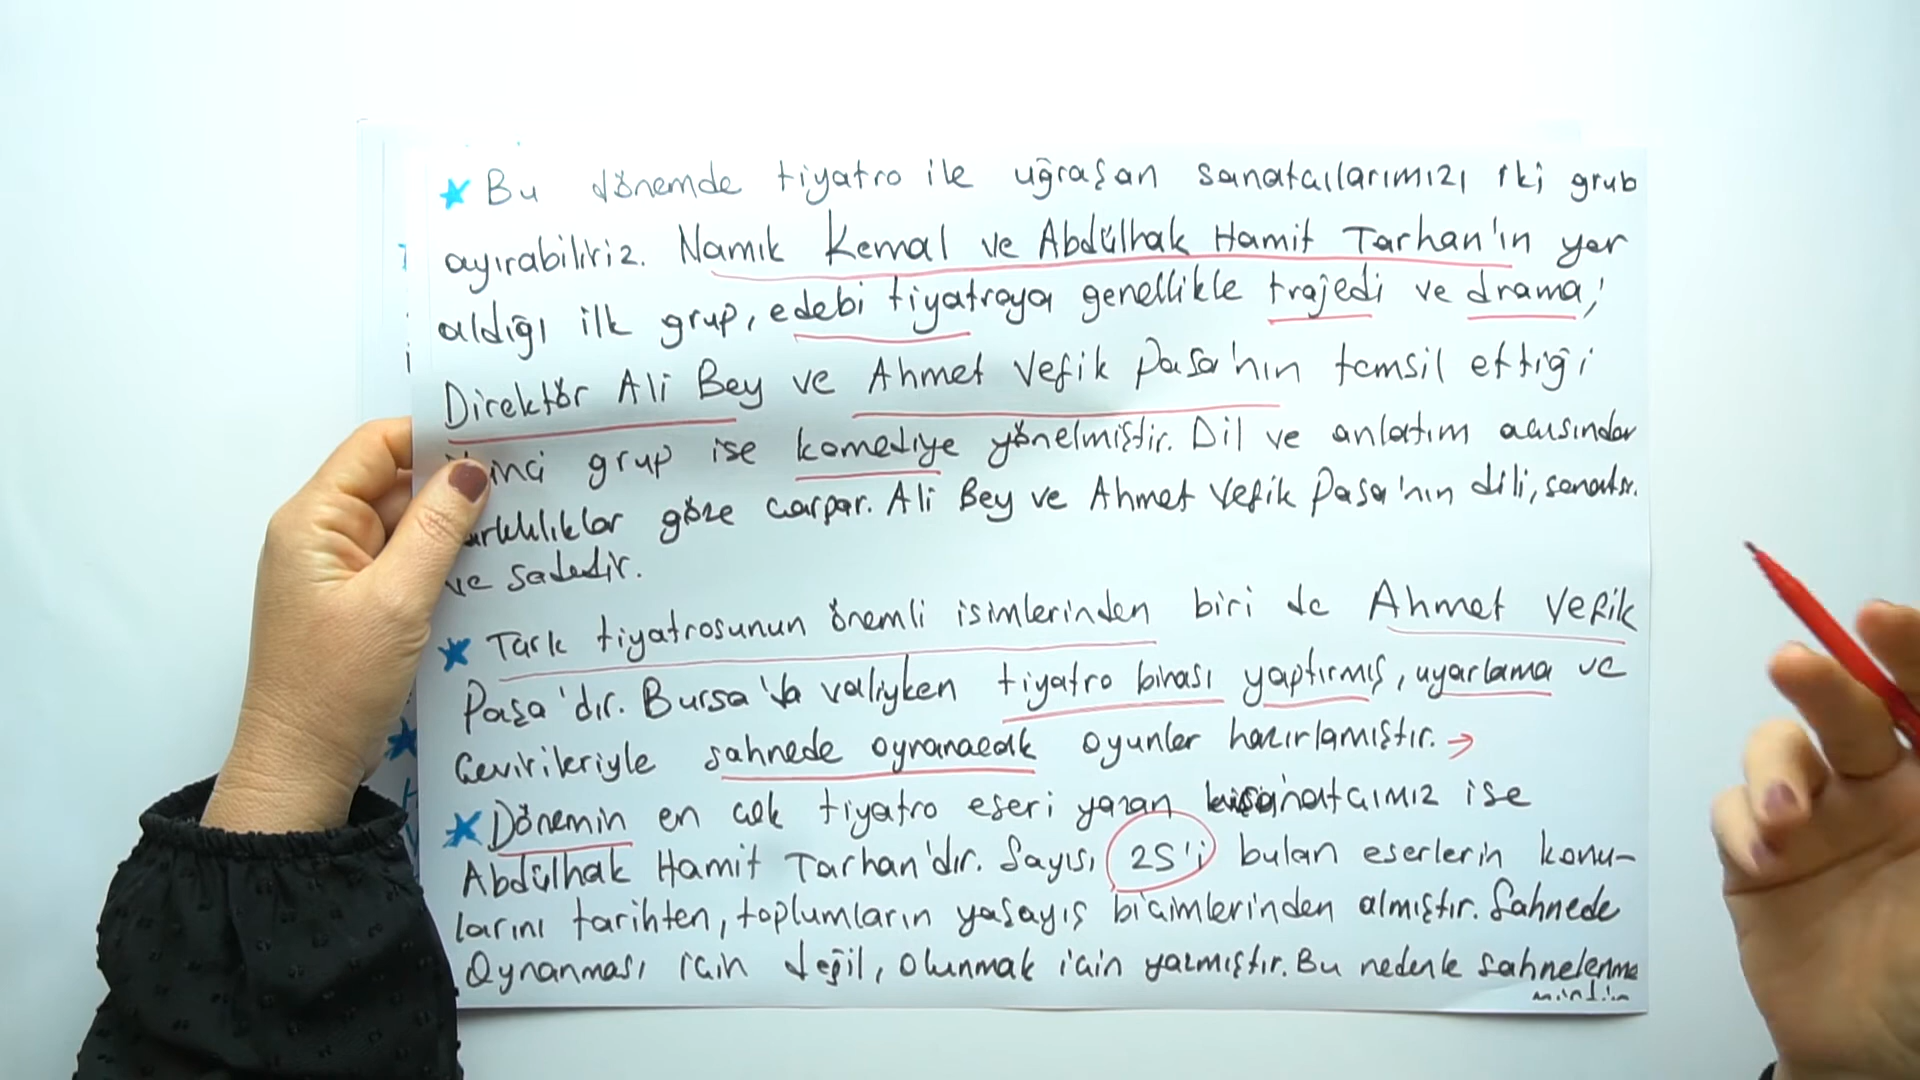 Bu dönemde tiyatro ile uğraşan sanatçılarımızı iki grub
ayırabiliriz. Namık Kemal ve Abdülhak Hamit Tarhan'ın yer
aldığı ilk grup, edebi tiyatroya genellikle trajedi ve drama;
Direktör Ali Bey ve Ahmet Vefik Paşa'nın temsil ettiği
grup ise komediye yönelmiştir. Dil ve anlatım açısından
göze çarpar. Ali Bey ve Ahmet Vefik Paşa'nın dili,
ve sadedir.
Türk tiyatrosunun önemli isimlerinden biri de Ahmet Vefik
Paşa'dır. Bursa'da valiyken tiyatro binası yaptırmış, uyarlama ve
çevirileriyle sahnede oynanacak oyunlar hazırlamıştır. →
Dönemin en çok tiyatro eseri yazan sanatçımız ise
Abdülhak Hamit Tarhan'dır. Sayısı 25'i bulan eserlerin konu-
larını tarihten, toplumların yaşayış biçimlerinden almıştır. Sahnede
Oynanması için değil, okunmak için yazmıştır. Bu nedenle sahnelenme